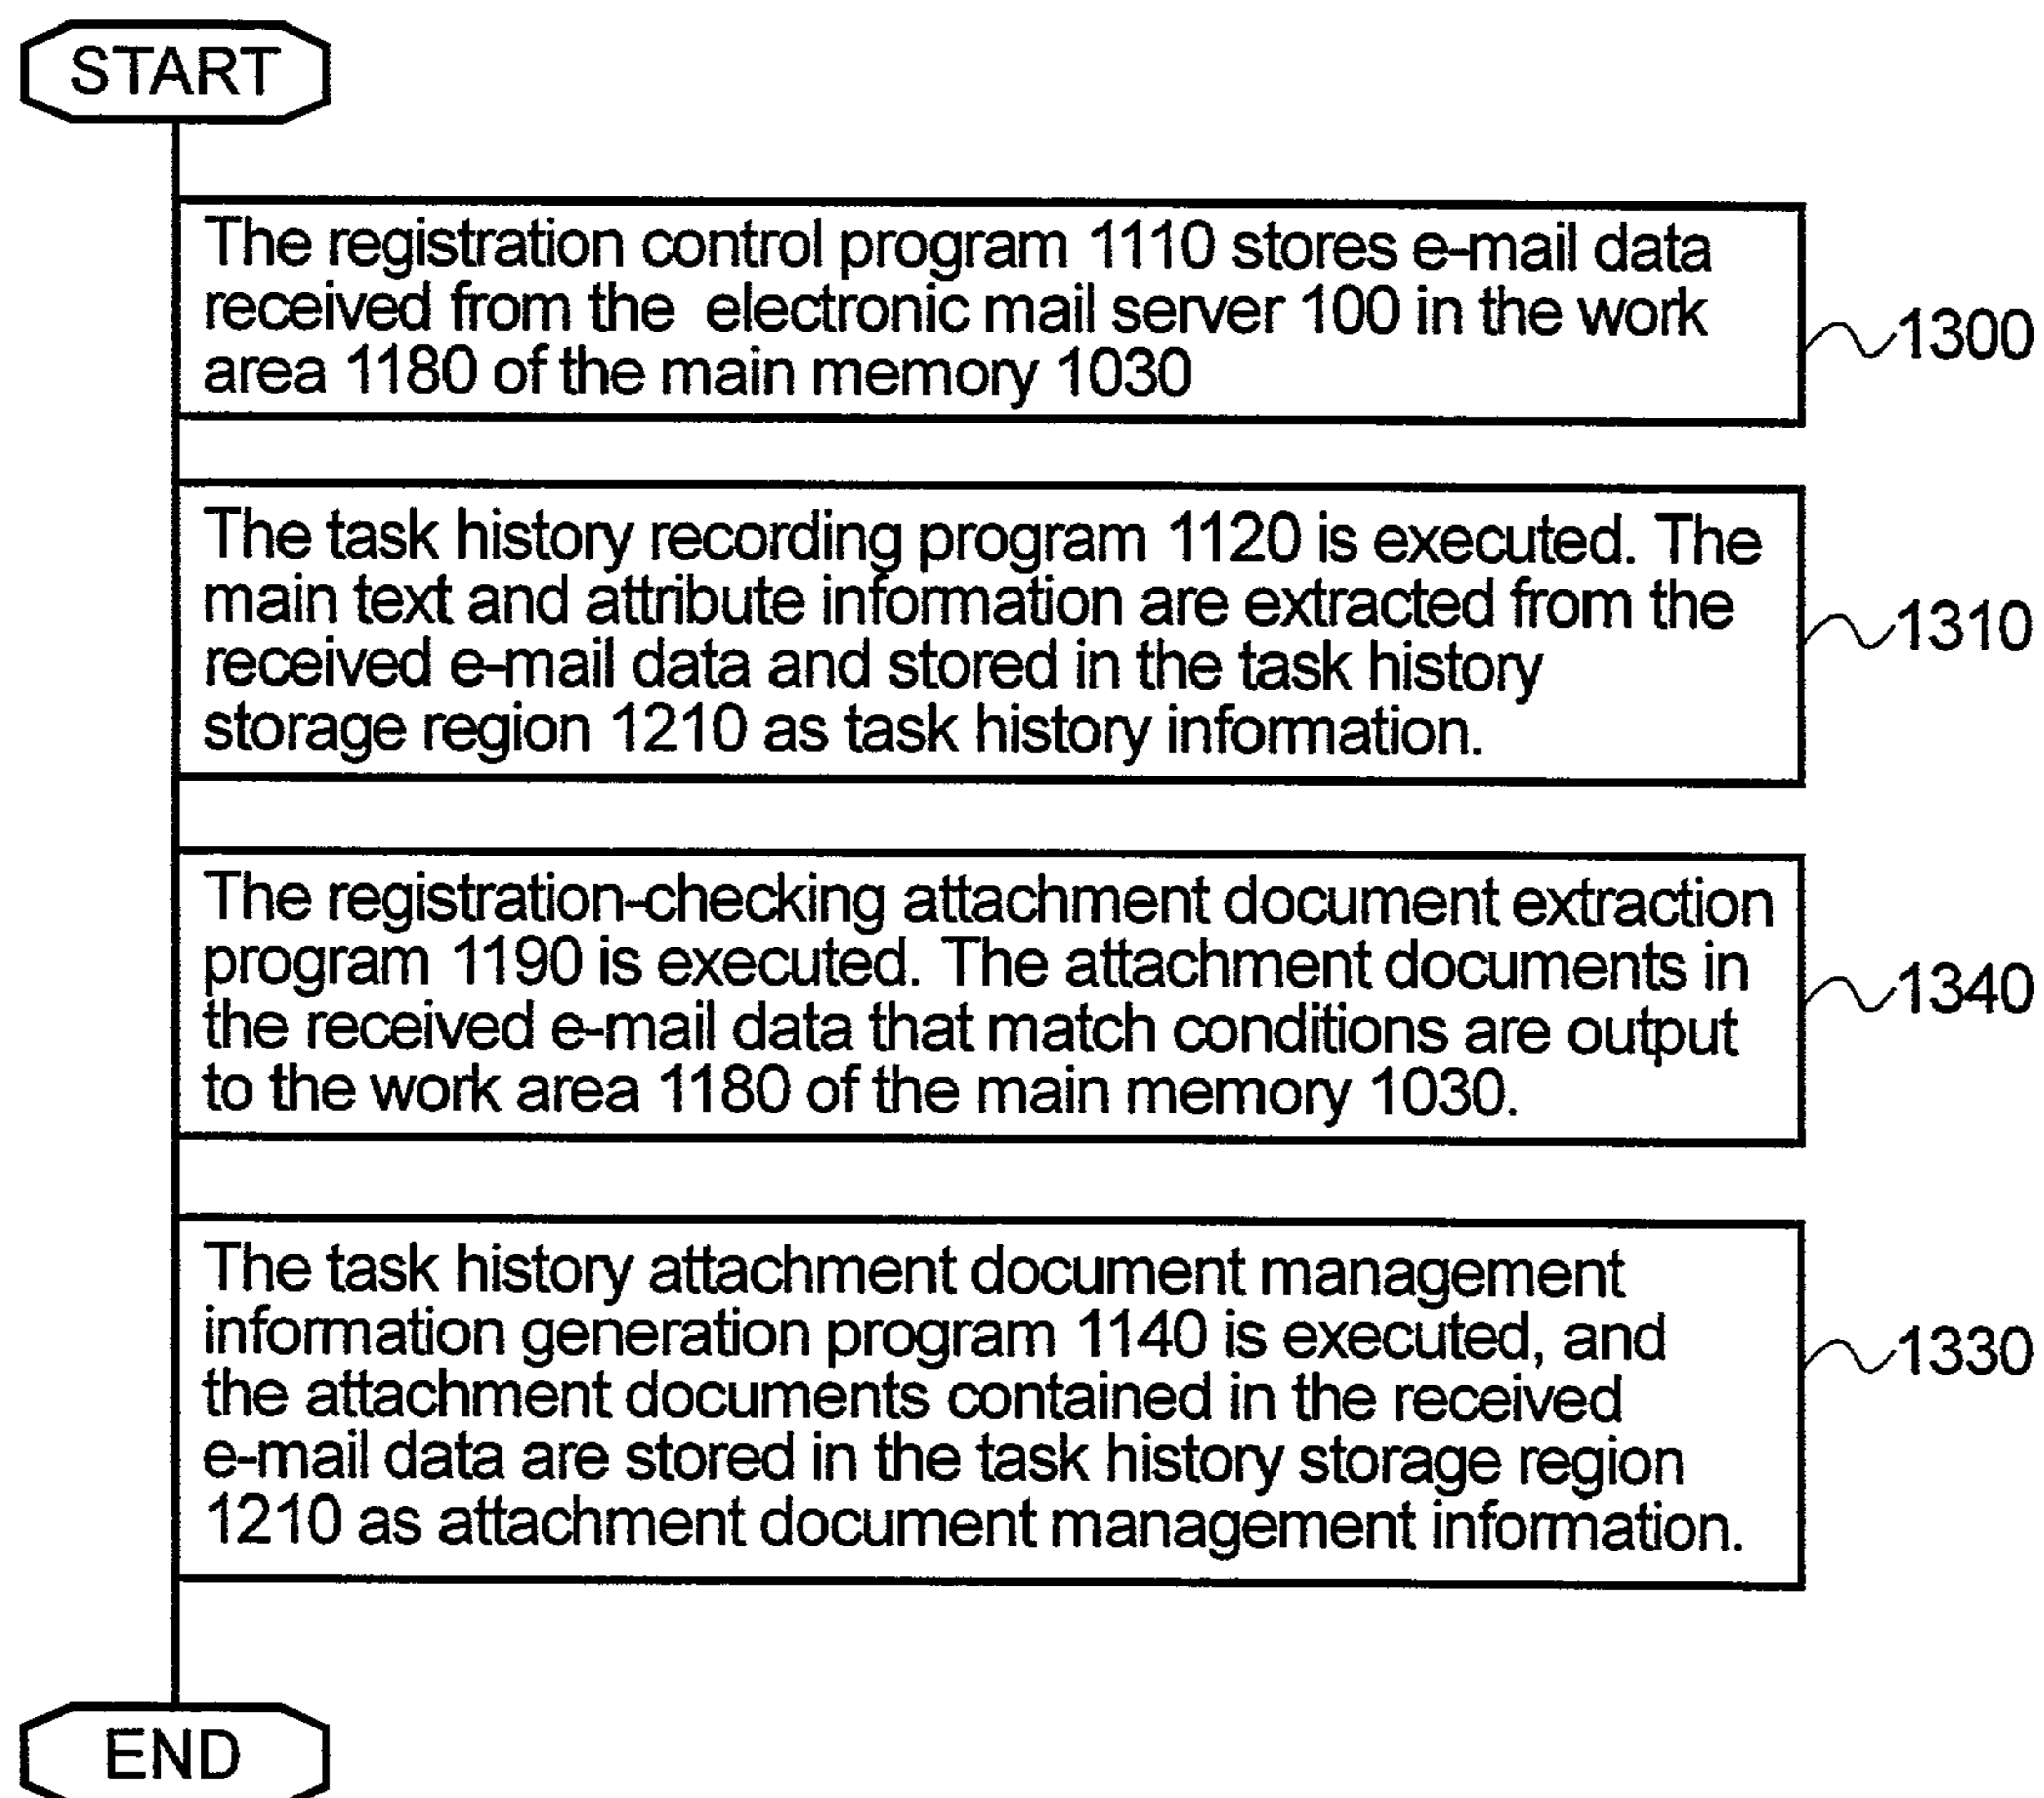 START
The registration control program 1110 stores e-mail data
received from the electronic mail server 100 in the work
area 1180 of the main memory 1030
1300
The task history recording program 1120 is executed. The
main text and attribute information are extracted from the
received e-mail data and stored in the task history
storage region 1210 as task history information.
1310
The registration-checking attachment document extraction
program 1190 is executed. The attachment documents in
the received e-mail data that match conditions are output
to the work area 1180 of the main memory 1030.
1340
The task history attachment document management
information generation program 1140 is executed, and
the attachment documents contained in the received
e-mail data are stored in the task history storage region
1210 as attachment document management information.
1330
END